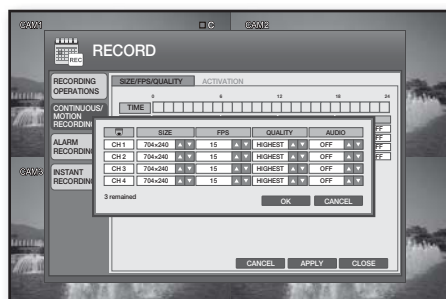 CAM1 C CAM2
REC RECORD
RECORDING OPERATIONS
SIZE/FPS/QUALITY ACTIVATION
0 6 12 18 24
TIME
CONTINUOUS/ MOTION RECORDING
SIZE FPS QUALITY AUDIO
CH 1 704×240 15 HIGHEST OFF
CH 2 704×240 15 HIGHEST OFF
CH 3 704×240 15 HIGHEST OFF
CH 4 704×240 15 HIGHEST OFF
ALARM RECORDING
CAM3
INSTANT RECORDING
3 remained
OK CANCEL
CANCEL APPLY CLOSE